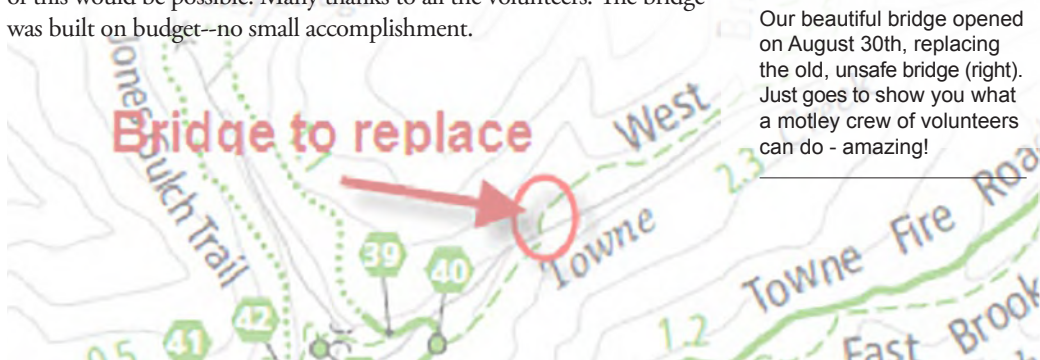 of this would be possible. Many thanks to all the volunteers. The bridge
was built on budget--no small accomplishment.
Our beautiful bridge opened
on August 30th, replacing
the old, unsafe bridge (right).
Just goes to show you what
a motley crew of volunteers
can do - amazing!
Bridge to replace
Jones Gulch Trail
West
Towne
2.3
Towne Fire Roa
39
40
41
42
0.5
1.2
East Brook